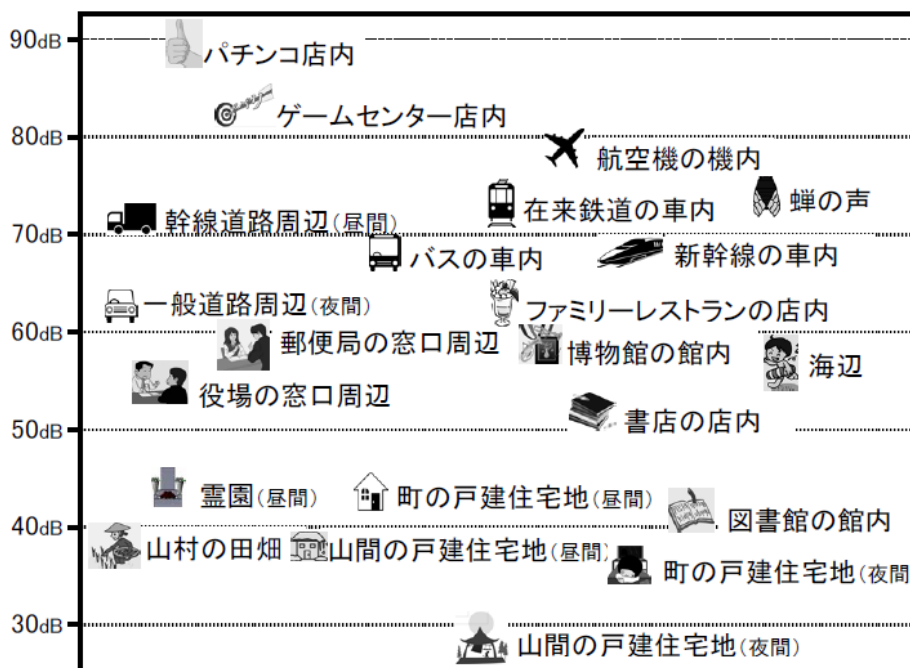 90dB
パチンコ店内
ゲームセンター店内
80dB
航空機の機内
在来鉄道の車内
蝉の声
幹線道路周辺(昼間)
70dB
バスの車内
新幹線の車内
一般道路周辺(夜間)
ファミリーレストランの店内
60dB
郵便局の窓口周辺
博物館の館内
海辺
役場の窓口周辺
書店の店内
50dB
霊園(昼間)
町の戸建住宅地(昼間)
図書館の館内
40dB
山村の田畑
山間の戸建住宅地(昼間)
町の戸建住宅地(夜間
30dB
山間の戸建住宅地(夜間)